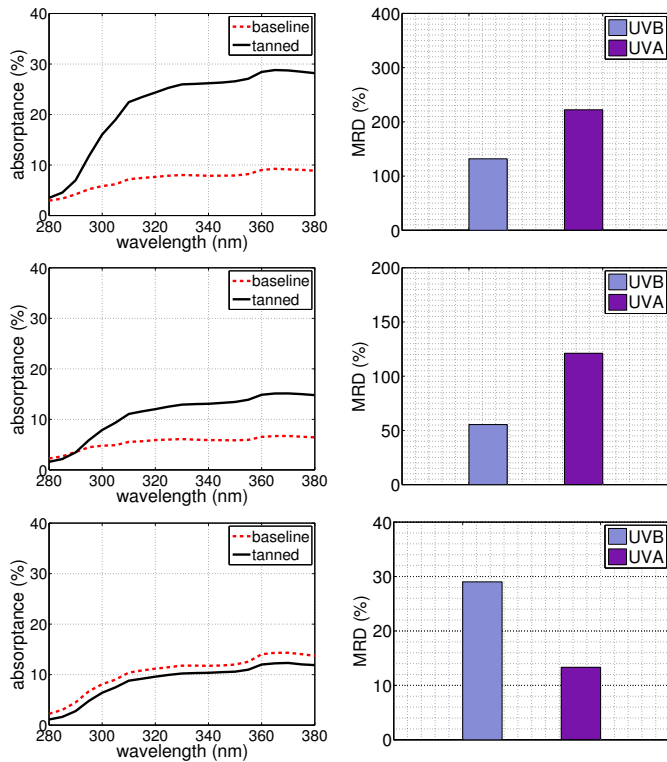 40
30
20
10
0
280
300
320
340
360
380
absorptance (%)
wavelength (nm)
baseline
tanned
400
300
200
100
0
MRD (%)
UVB
UVA
40
30
20
10
0
280
300
320
340
360
380
absorptance (%)
wavelength (nm)
baseline
tanned
200
150
100
50
0
MRD (%)
UVB
UVA
40
30
20
10
0
280
300
320
340
360
380
absorptance (%)
wavelength (nm)
baseline
tanned
40
30
20
10
0
MRD (%)
UVB
UVA